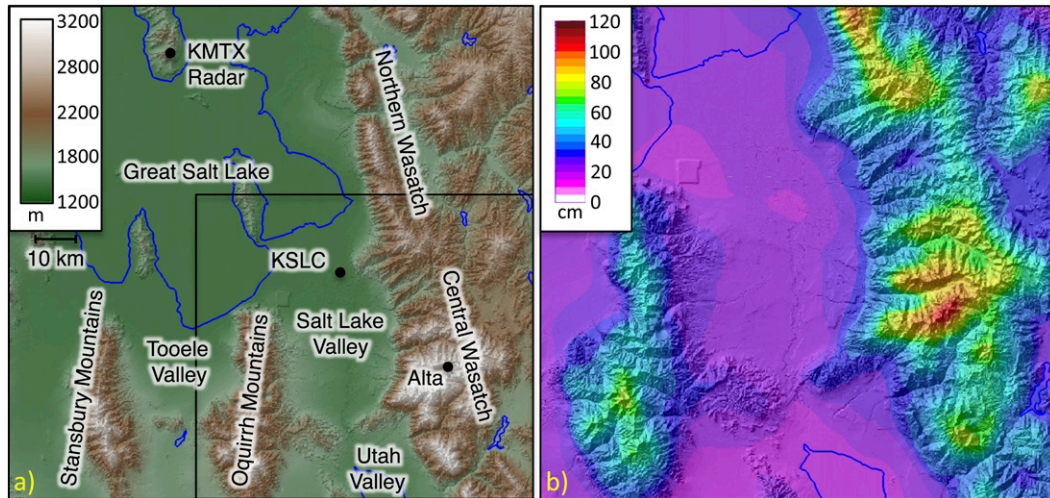 3200
2800
2200
1800
1200
m
10 km
KMTX
Radar
Northern Wasatch
Great Salt Lake
KSLC
Salt Lake
Valley
Central Wasatch
Alta
Tooele
Valley
Stansbury Mountains
Oquirrh Mountains
Utah
Valley
a)
120
100
80
60
40
20
0
cm
b)